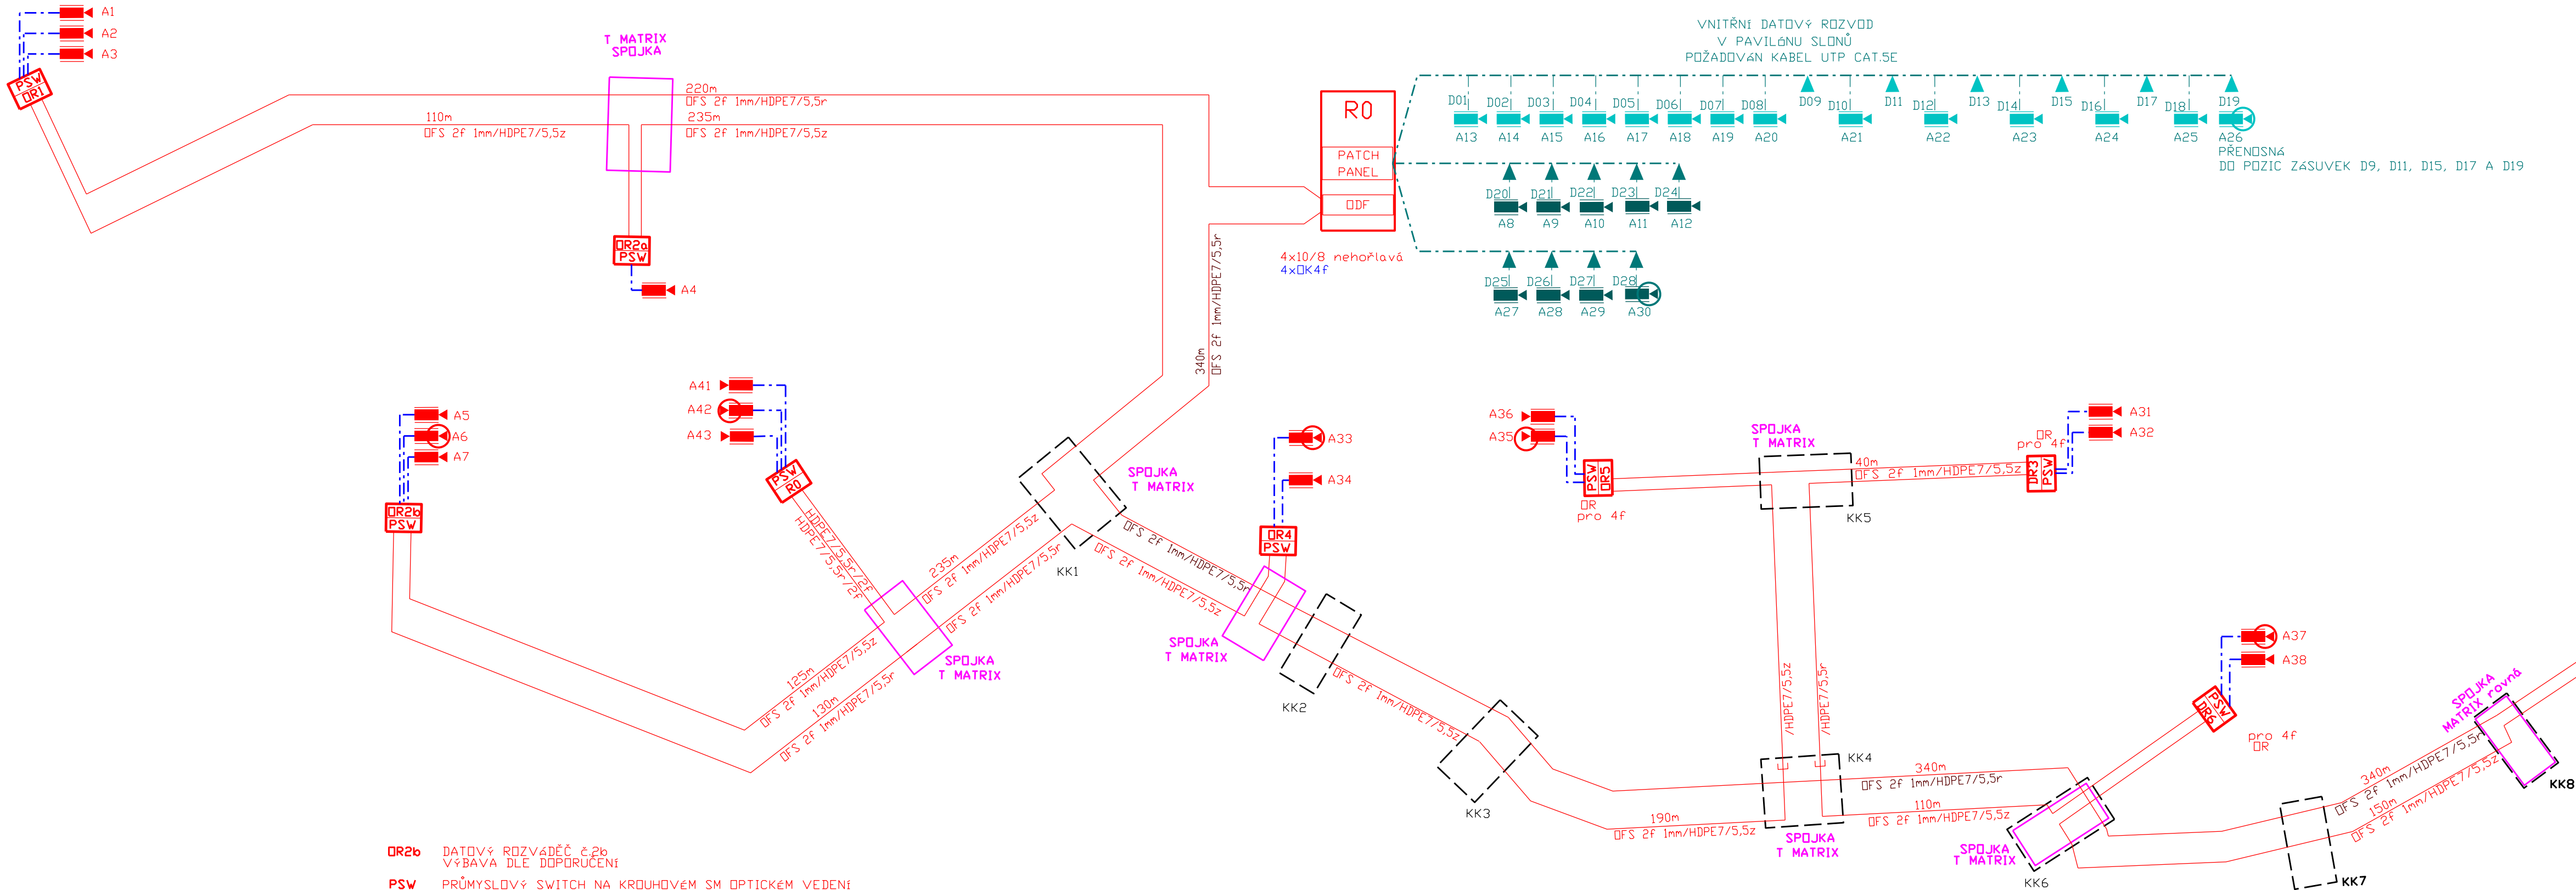 A1
A2
A3
PSW
OR1
T MATRIX
SPOJKA
220m
OFS 2f 1mm/HDPE7/5,5r
110m
OFS 2f 1mm/HDPE7/5,5z
235m
OFS 2f 1mm/HDPE7/5,5z
OR2a
PSW
A4
R0
PATCH
PANEL
ODF
4x10/8 nehořlavá
4xOK4f
340m
OFS 2f 1mm/HDPE7/5,5r
VNITŘNí DATOVý ROZVOD
V PAVILóNU SLONŮ
POŽADOVáN KABEL UTP CAT.5E
D01
D02
D03
D04
D05
D06
D07
D08
D09
D10
D11
D12
D13
D14
D15
D16
D17
D18
D19
A13
A14
A15
A16
A17
A18
A19
A20
A21
A22
A23
A24
A25
A26
PŘENOSNá
DO POZIC ZáSUVEK D9, D11, D15, D17 A D19
D20
D21
D22
D23
D24
A8
A9
A10
A11
A12
D25
D26
D27
D28
A27
A28
A29
A30
A5
A6
A7
OR2b
PSW
A41
A42
A43
PSW
R0
HDPE7/5,5r/2f
HDPE7/5,5r/2f
235m
OFS 2f 1mm/HDPE7/5,5z
OFS 2f 1mm/HDPE7/5,5r
125m
OFS 2f 1mm/HDPE7/5,5z
130m
OFS 2f 1mm/HDPE7/5,5r
SPOJKA
T MATRIX
SPOJKA
T MATRIX
KK1
OFS 2f 1mm/HDPE7/5,5r
OFS 2f 1mm/HDPE7/5,5z
A33
A34
OR4
PSW
SPOJKA
T MATRIX
KK2
OFS 2f 1mm/HDPE7/5,5z
KK3
A36
A35
PSW
OR5
OR
pro 4f
SPOJKA
T MATRIX
40m
OFS 2f 1mm/HDPE7/5,5z
KK5
OR
pro 4f
OR3
PSW
A31
A32
/HDPE7/5,5z
/HDPE7/5,5r
KK4
340m
OFS 2f 1mm/HDPE7/5,5r
190m
OFS 2f 1mm/HDPE7/5,5z
110m
OFS 2f 1mm/HDPE7/5,5z
SPOJKA
T MATRIX
SPOJKA
T MATRIX
KK6
A37
A38
PSW
OR6
pro 4f
OR
KK7
340m
OFS 2f 1mm/HDPE7/5,5r
150m
OFS 2f 1mm/HDPE7/5,5z
SPOJKA
MATRIX rovná
KK8
OR2b DATOVý ROZVáDĚČ č.2b
VýBAVA DLE DOPORUČENí
PSW PRŮMYSLOVý SWITCH NA KROUHOVéM SM OPTICKéM VEDENí